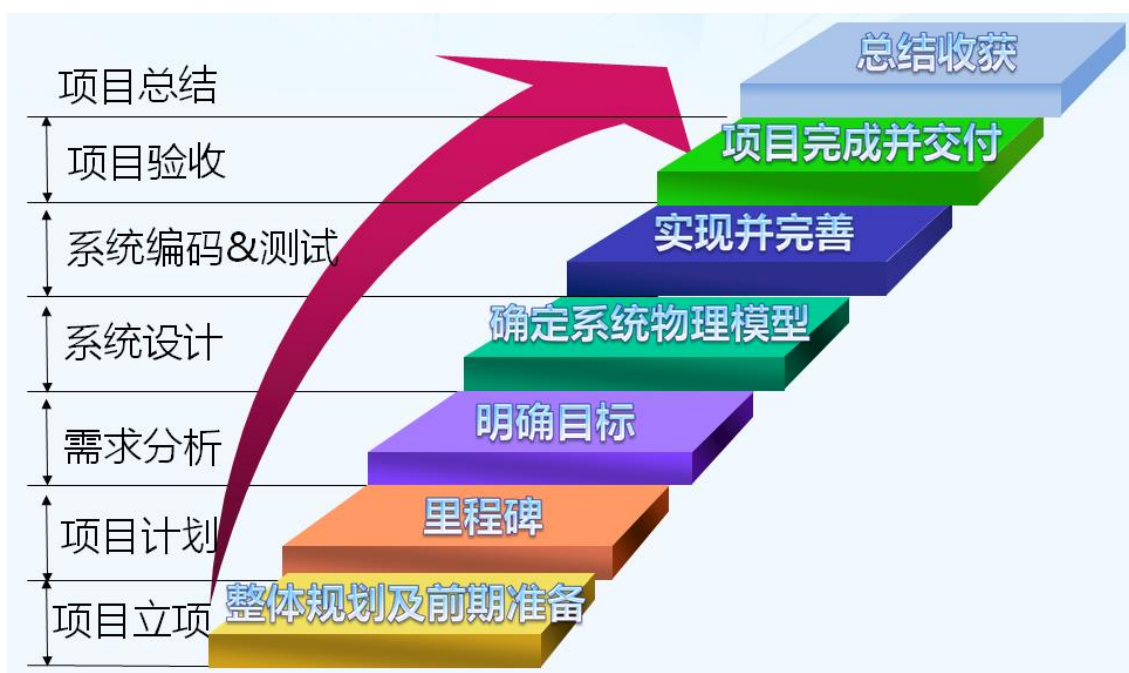 总结收获
项目总结
项目完成并交付
项目验收
实现并完善
系统编码&测试
确定系统物理模型
系统设计
明确目标
需求分析
里程碑
项目计划
整体规划及前期准备
项目立项